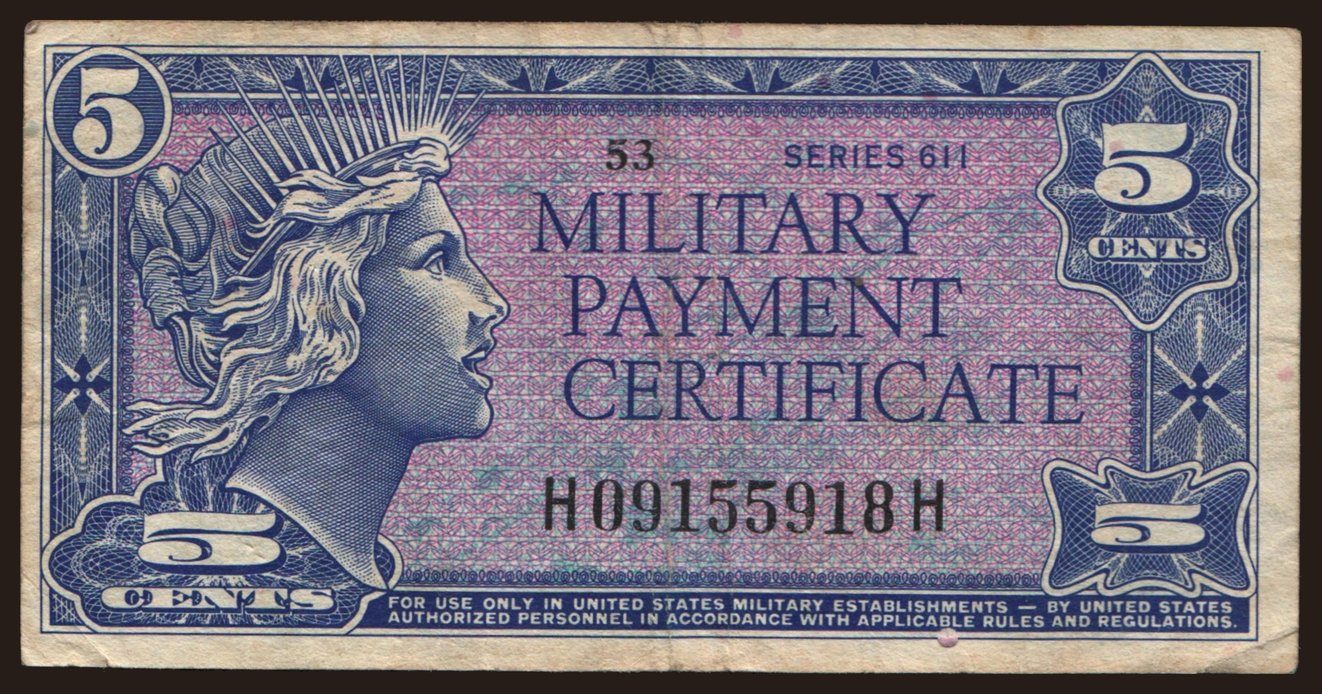 5
53 SERIES 611
5
CENTS
MILITARY
PAYMENT
CERTIFICATE
H09155918H
5
CENTS
5
FOR USE ONLY IN UNITED STATES MILITARY ESTABLISHMENTS — BY UNITED STATES
AUTHORIZED PERSONNEL IN ACCORDANCE WITH APPLICABLE RULES AND REGULATIONS.